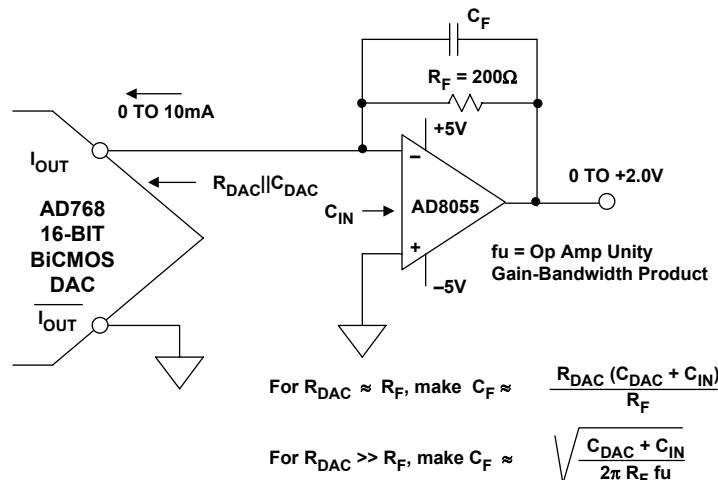 C_F
R_F = 200Ω
0 TO 10mA
+5V
I_OUT
–
0 TO +2.0V
R_DAC||C_DAC
AD8055
C_IN
AD768
16-BIT
BiCMOS
DAC
+
fu = Op Amp Unity
Gain-Bandwidth Product
–5V
I_OUT
For R_DAC ≈ R_F, make C_F ≈ R_DAC (C_DAC + C_IN) / R_F
For R_DAC >> R_F, make C_F ≈ √(C_DAC + C_IN / 2π R_F fu)